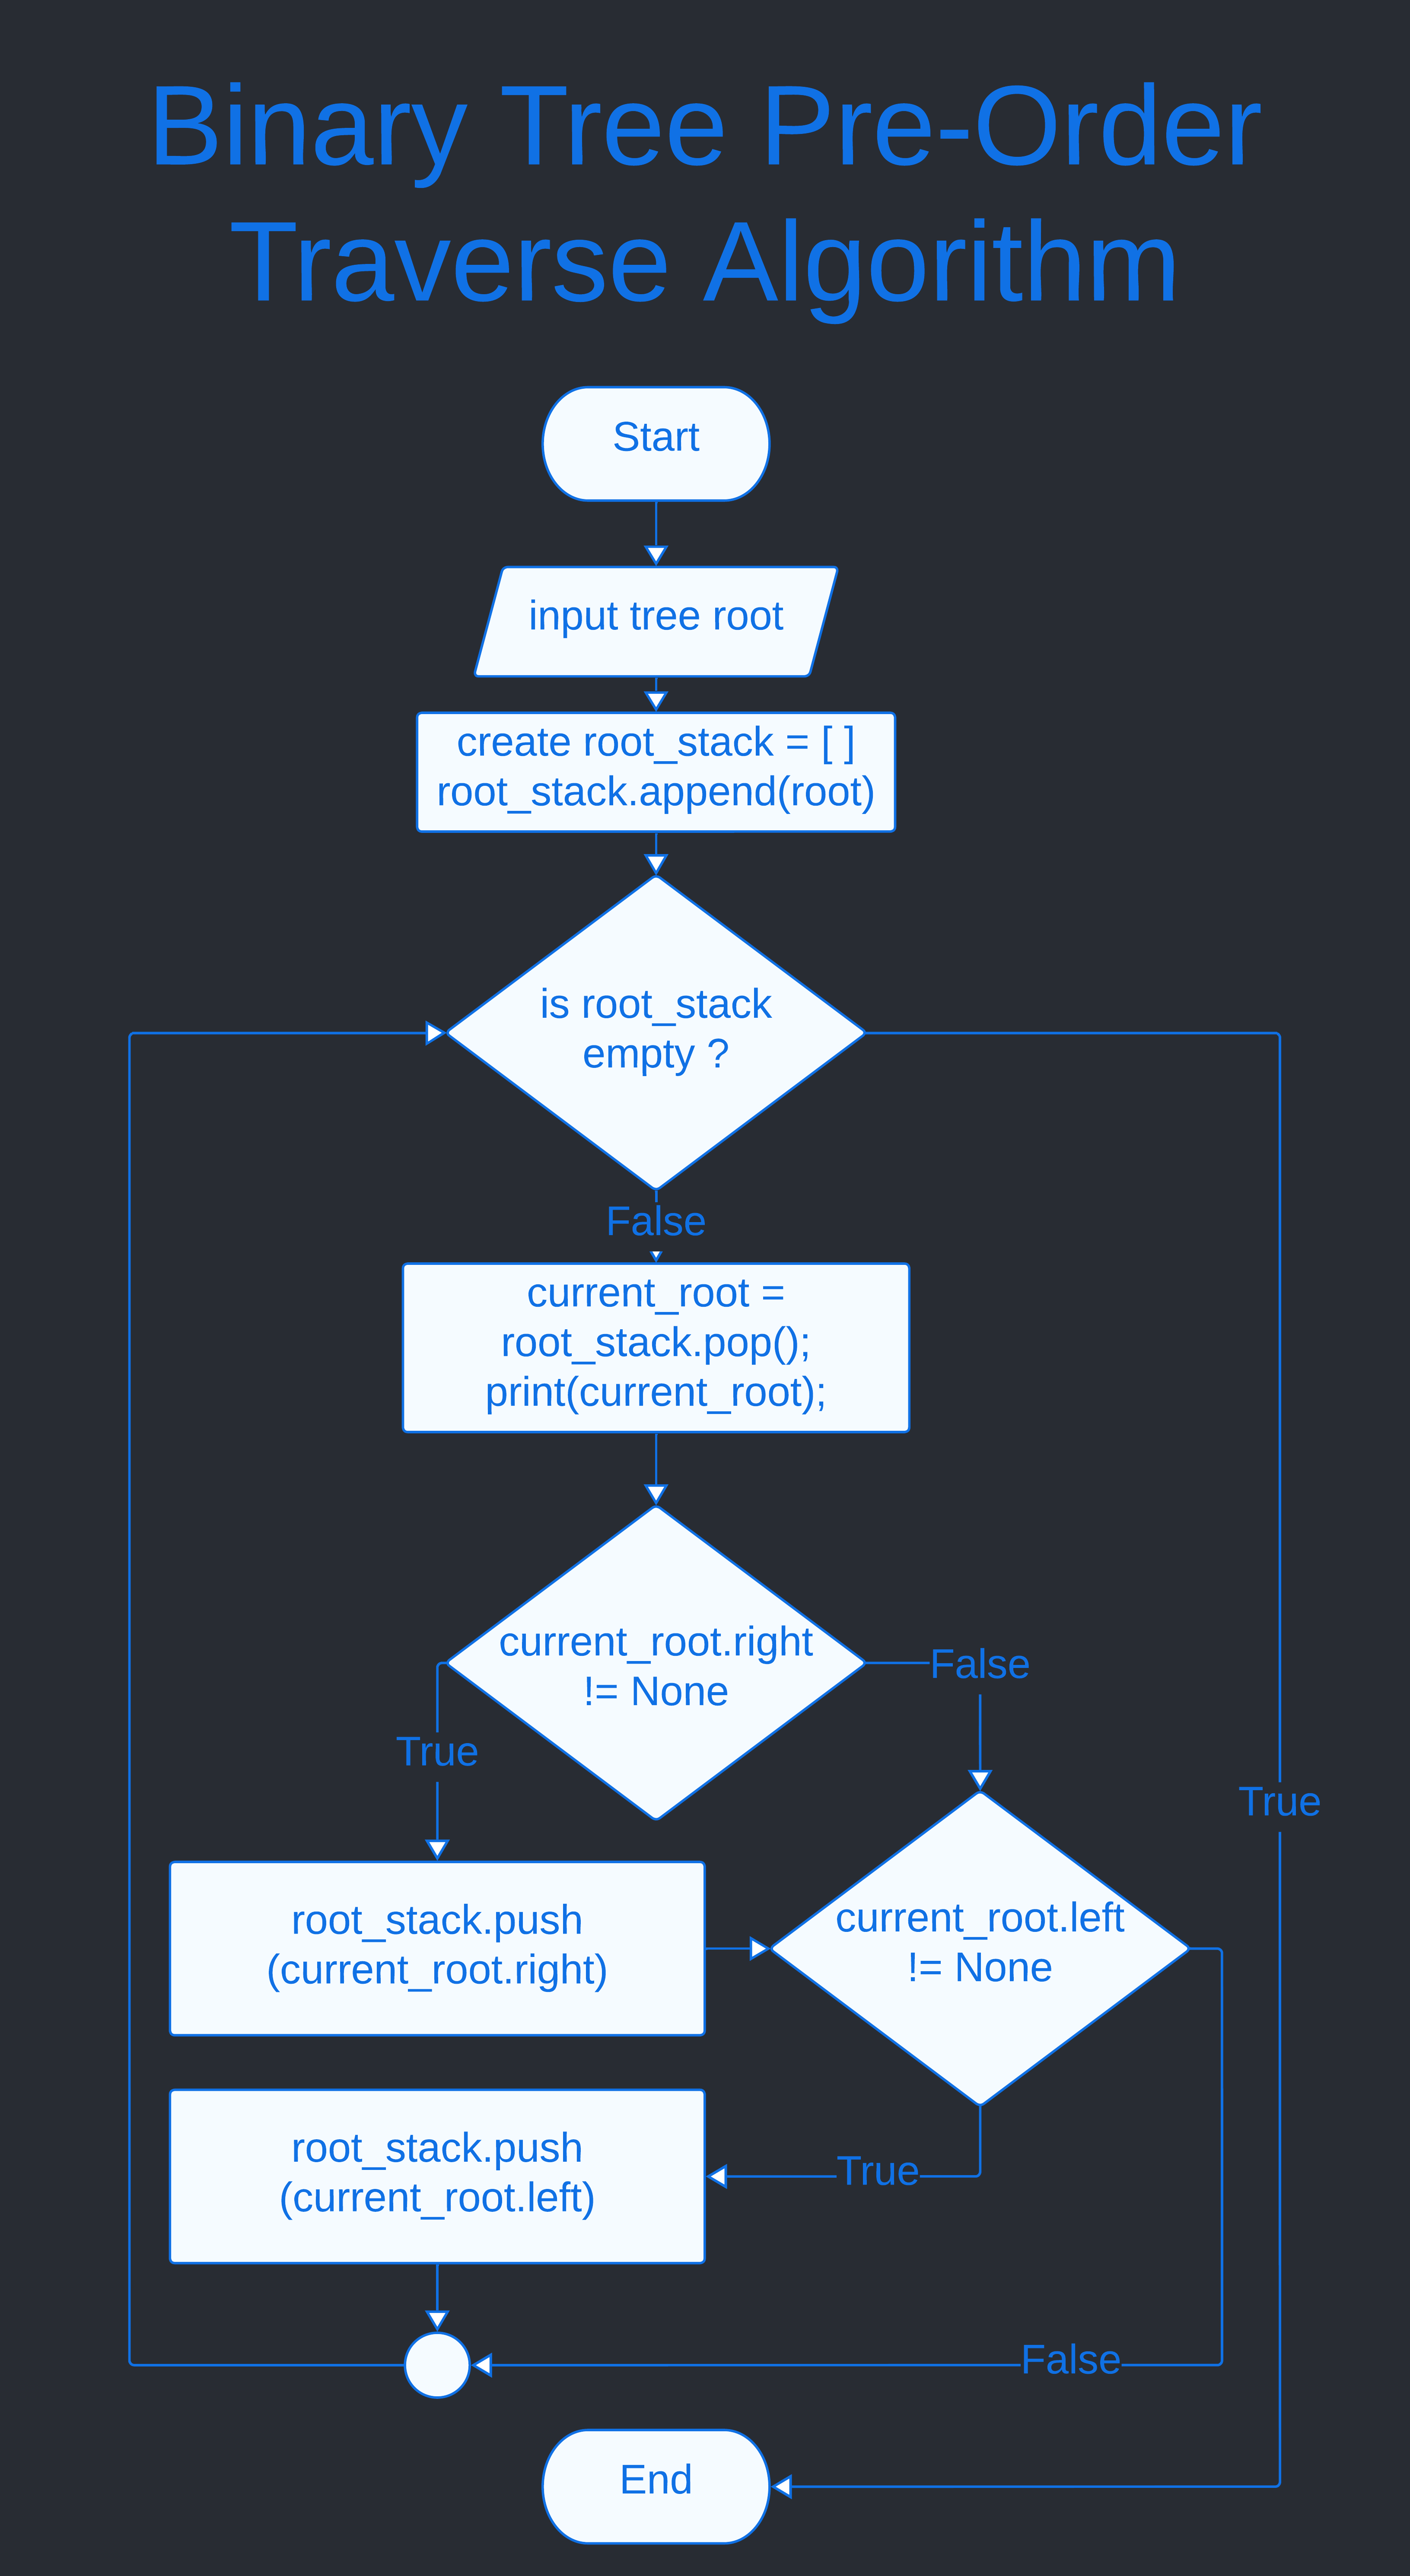 Binary Tree Pre-Order
Traverse Algorithm
Start
input tree root
create root_stack = [ ]
root_stack.append(root)
is root_stack
empty ?
False
current_root =
root_stack.pop();
print(current_root);
current_root.right
!= None
False
True
True
root_stack.push
(current_root.right)
current_root.left
!= None
root_stack.push
(current_root.left)
True
False
End